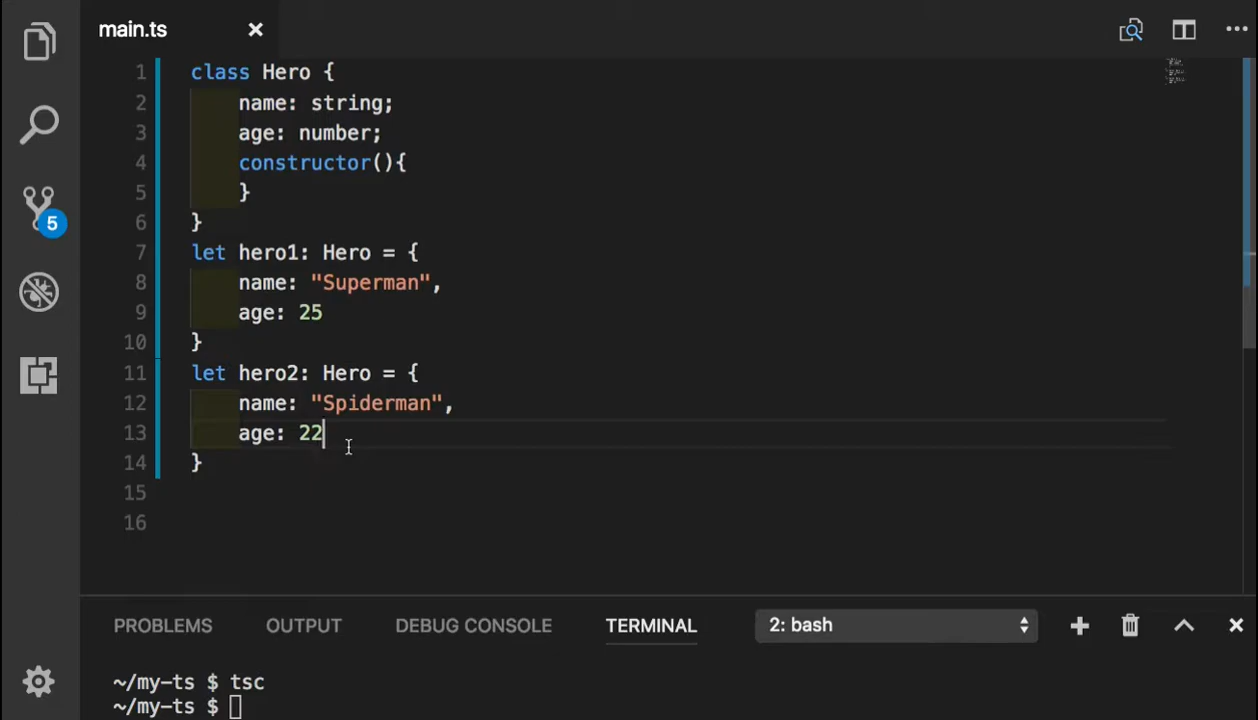 main.ts
5
1 class Hero {
2     name: string;
3     age: number;
4     constructor(){
5     }
6 }
7 let hero1: Hero = {
8     name: "Superman",
9     age: 25
10 }
11 let hero2: Hero = {
12     name: "Spiderman",
13     age: 22
14 }
15
16
PROBLEMS OUTPUT DEBUG CONSOLE TERMINAL 2: bash
~/my-ts $ tsc
~/my-ts $